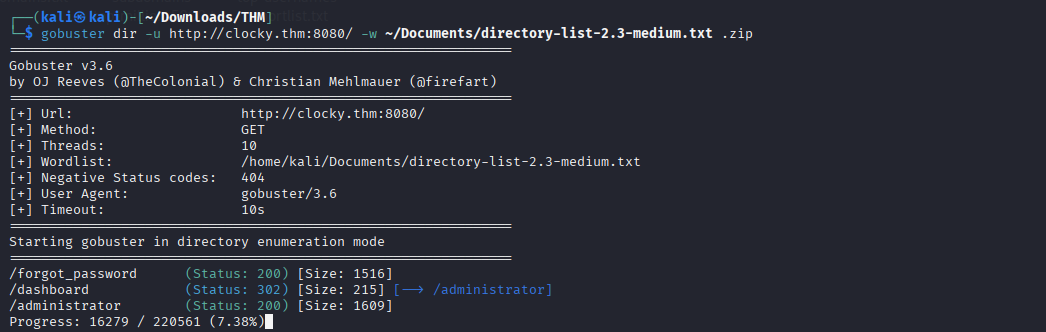 ┌──(kali㉿kali)-[~/Downloads/THM]
└─$ gobuster dir -u http://clocky.thm:8080/ -w ~/Documents/directory-list-2.3-medium.txt .zip
===============================================================
Gobuster v3.6
by OJ Reeves (@TheColonial) & Christian Mehlmauer (@firefart)
===============================================================
[+] Url: http://clocky.thm:8080/
[+] Method: GET
[+] Threads: 10
[+] Wordlist: /home/kali/Documents/directory-list-2.3-medium.txt
[+] Negative Status codes: 404
[+] User Agent: gobuster/3.6
[+] Timeout: 10s
===============================================================
Starting gobuster in directory enumeration mode
===============================================================
/forgot_password (Status: 200) [Size: 1516]
/dashboard (Status: 302) [Size: 215] [--> /administrator]
/administrator (Status: 200) [Size: 1609]
Progress: 16279 / 220561 (7.38%)